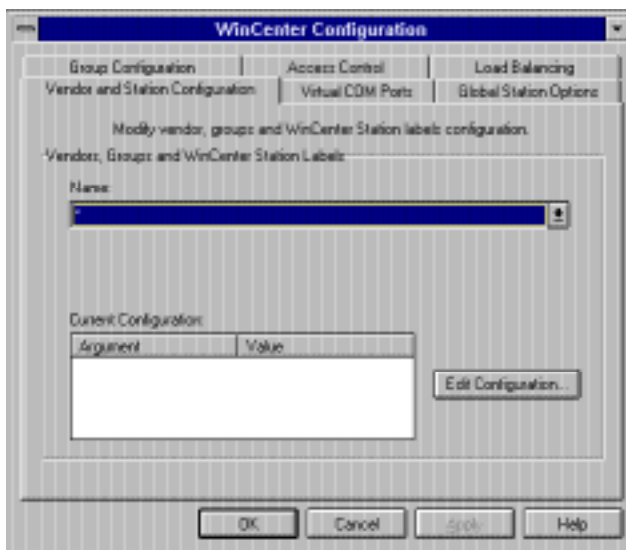 WinCenter Configuration
Group Configuration Access Control Load Balancing
Vendor and Station Configuration Virtual COM Ports Global Station Options
Modify vendor, groups and WinCenter Station labels configuration.
Vendors, Groups and WinCenter Station Labels
Name:
*
Current Configuration:
Argument Value
Edit Configuration...
OK Cancel Apply Help